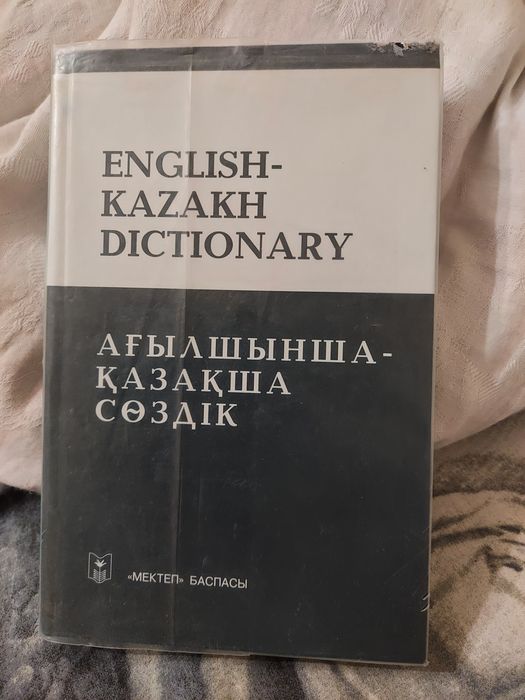 ENGLISH-
KAZAKH
DICTIONARY
АҒЫЛШЫНША-
ҚАЗАҚША
СӨЗДІК
«МЕКТЕП» БАСПАСЫ